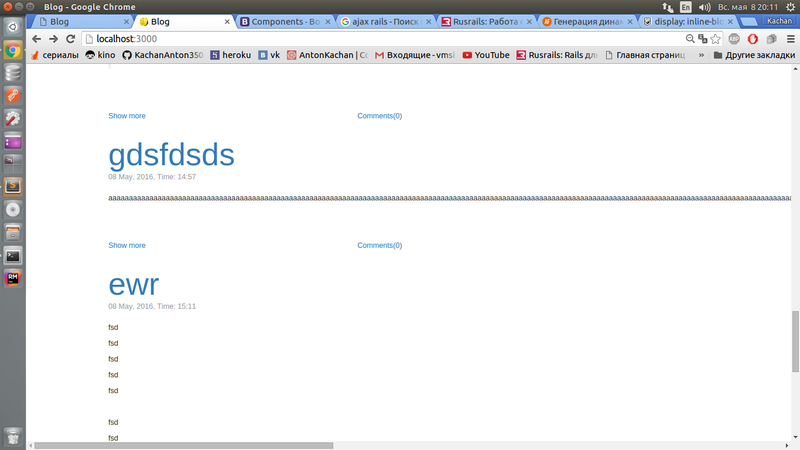 Blog - Google Chrome
En
Вс. мая 8 20:11
Blog
Blog
Components · Bo
ajax rails - Поиск
Rusrails: Работа
Генерация дина
display: inline-blo
Kachan
localhost:3000
ABP
сериалы
kino
KachanAnton350
heroku
vk
AntonKachan | Co
Входящие - vmsi
YouTube
Rusrails: Rails дл
Главная страниц
»
Другие закладки
Show more
Comments(0)
gdsfdsds
08 May, 2016, Time: 14:57
Show more
Comments(0)
ewr
08 May, 2016, Time: 15:11
fsd
fsd
fsd
fsd
fsd
fsd
fsd